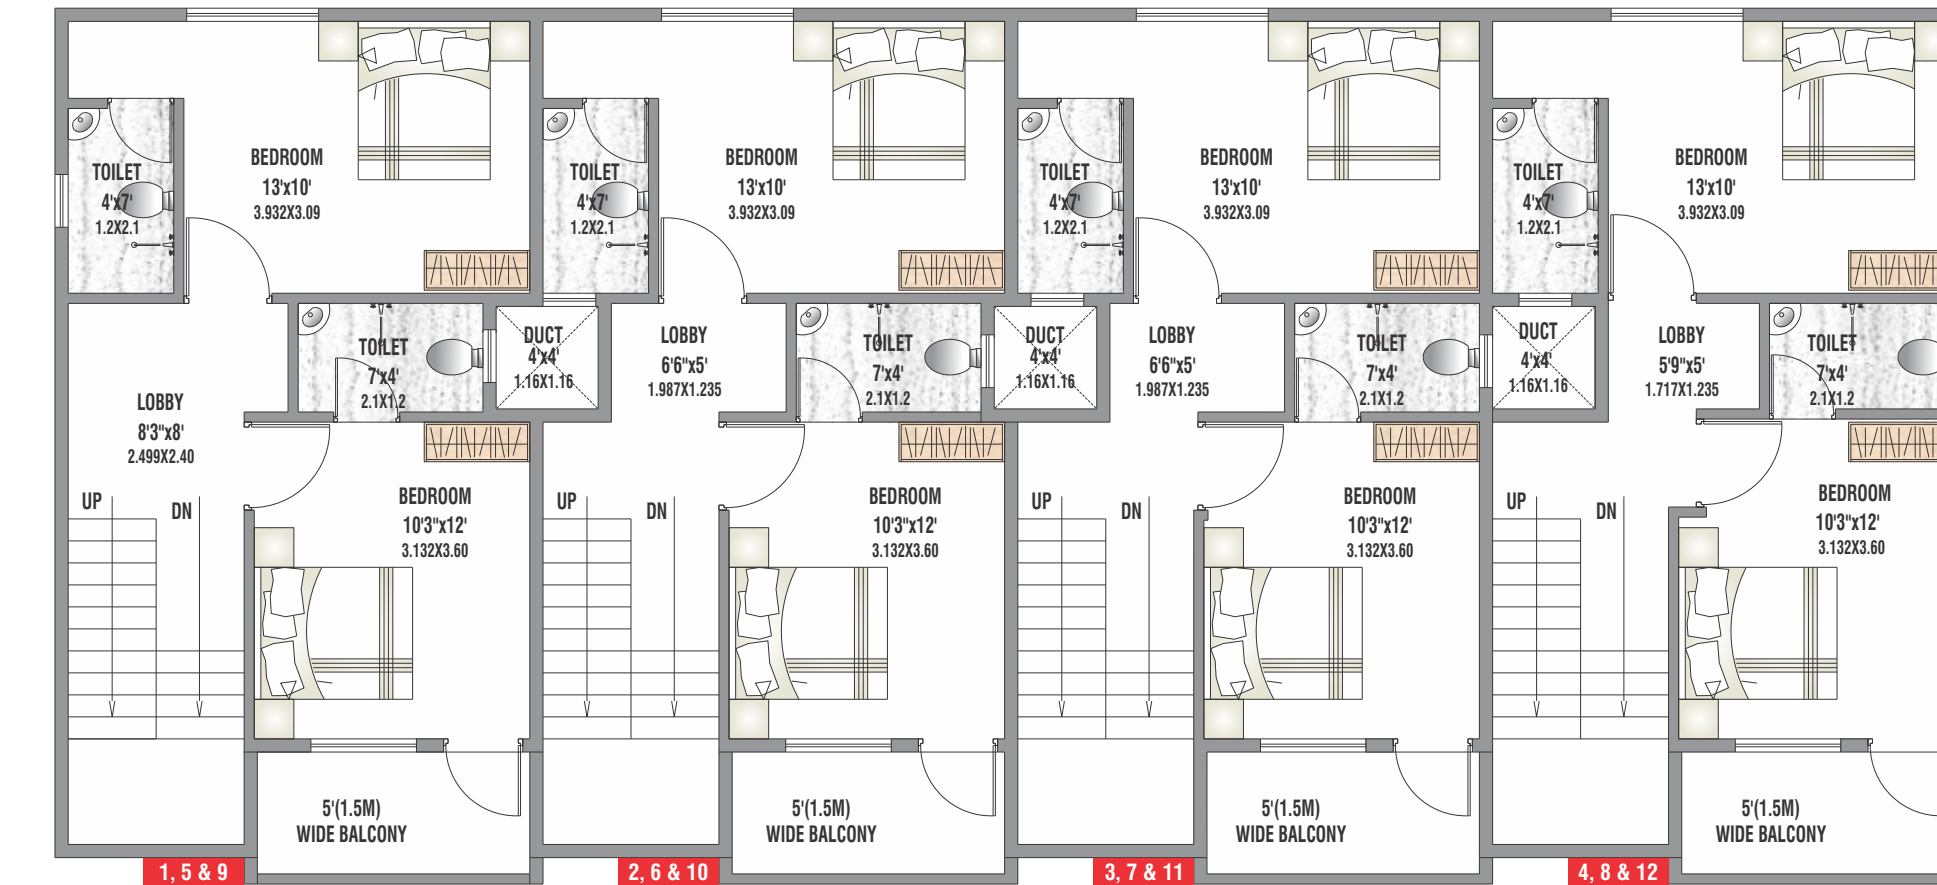 BEDROOM
13'x10'
3.932X3.09
TOILET
4'x7'
1.2X2.1
LOBBY
8'3"x8'
2.499X2.40
TOILET
7'x4'
2.1X1.2
DUCT
4'x4'
1.16X1.16
UP
DN
BEDROOM
10'3"x12'
3.132X3.60
5'(1.5M)
WIDE BALCONY
1, 5 & 9
BEDROOM
13'x10'
3.932X3.09
TOILET
4'x7'
1.2X2.1
LOBBY
6'6"x5'
1.987X1.235
TOILET
7'x4'
2.1X1.2
DUCT
4'x4'
1.16X1.16
UP
DN
BEDROOM
10'3"x12'
3.132X3.60
5'(1.5M)
WIDE BALCONY
2, 6 & 10
BEDROOM
13'x10'
3.932X3.09
TOILET
4'x7'
1.2X2.1
LOBBY
6'6"x5'
1.987X1.235
TOILET
7'x4'
2.1X1.2
DUCT
4'x4'
1.16X1.16
UP
DN
BEDROOM
10'3"x12'
3.132X3.60
5'(1.5M)
WIDE BALCONY
3, 7 & 11
BEDROOM
13'x10'
3.932X3.09
TOILET
4'x7'
1.2X2.1
LOBBY
5'9"x5'
1.717X1.235
TOILET
7'x4'
2.1X1.2
UP
DN
BEDROOM
10'3"x12'
3.132X3.60
5'(1.5M)
WIDE BALCONY
4, 8 & 12